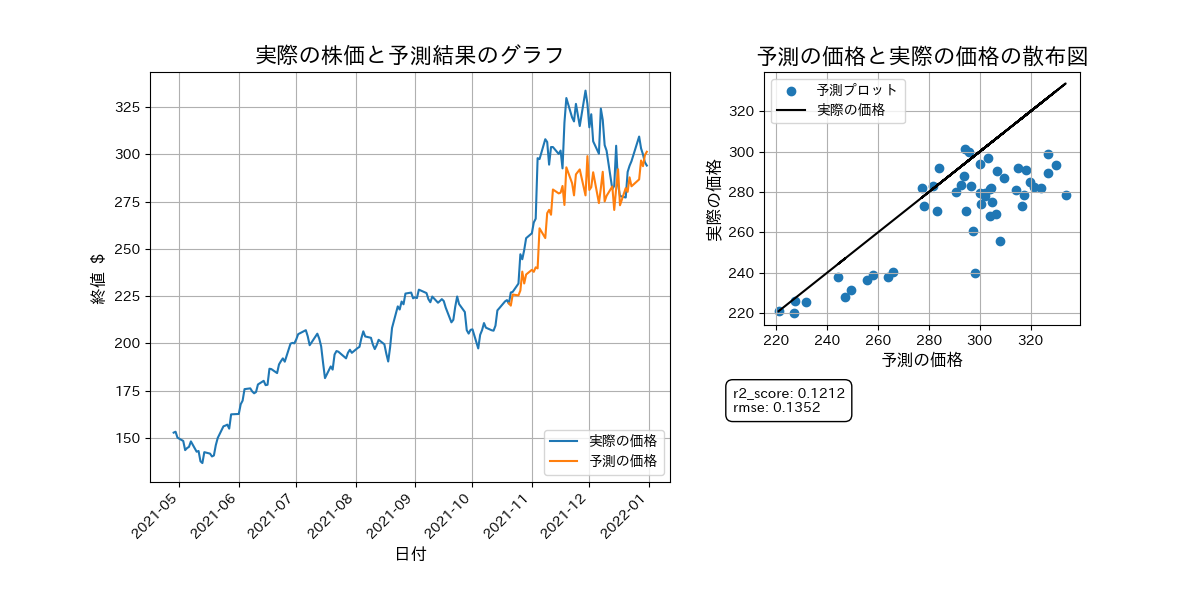 実際の株価と予測結果のグラフ
325
300
275
250
225
200
175
150
終値 $
2021-05
2021-06
2021-07
2021-08
2021-09
2021-10
2021-11
2021-12
2022-01
日付
実際の価格
予測の価格
予測の価格と実際の価格の散布図
予測プロット
実際の価格
320
300
280
260
240
220
実際の価格
220
240
260
280
300
320
予測の価格
r2_score: 0.1212
rmse: 0.1352